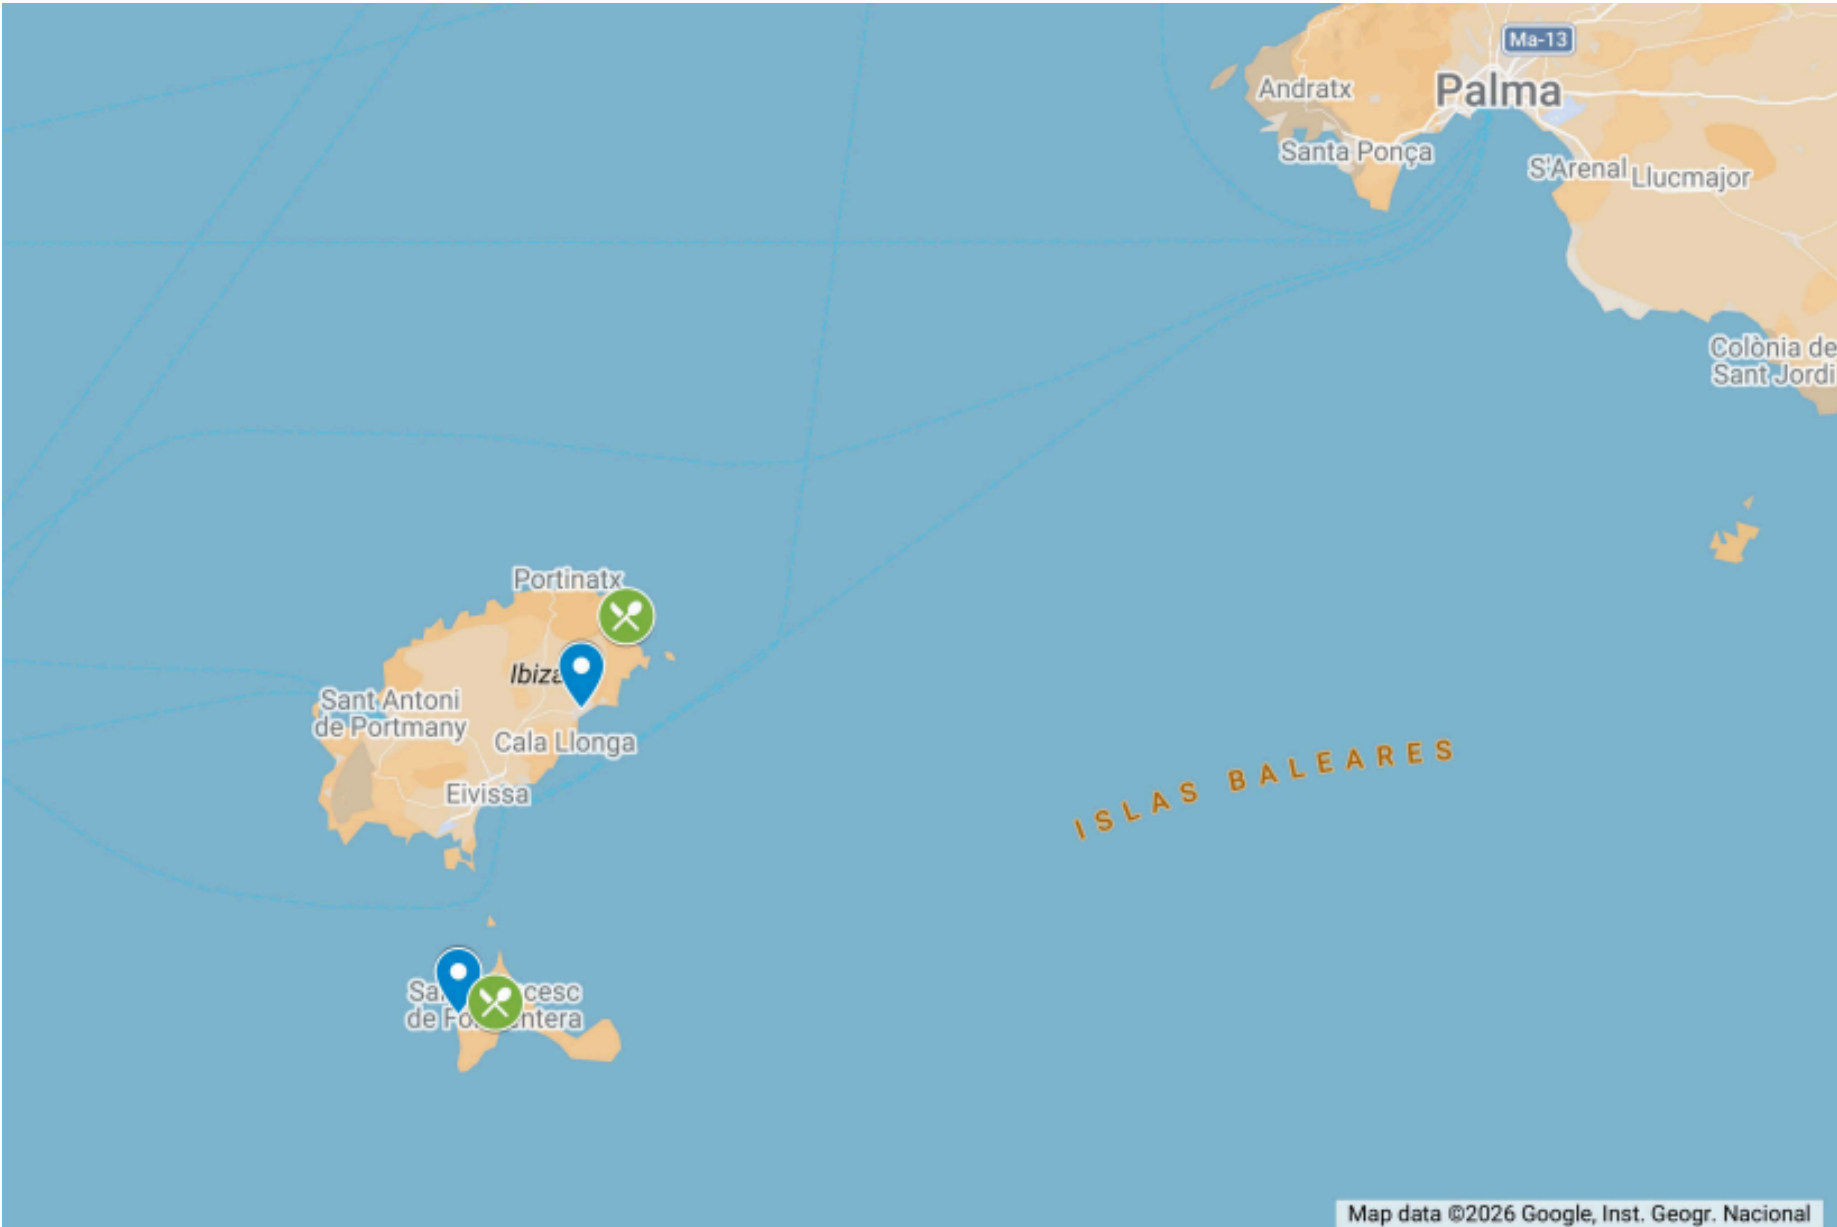 Ma-13
Palma
Andratx
Santa Ponça
S'Arenal
Llucmajor
Colònia de
Sant Jordi
Portinatx
Ibiza
Sant Antoni
de Portmany
Cala Llonga
Eivissa
ISLAS BALEARES
Map data ©2026 Google, Inst. Geogr. Nacional